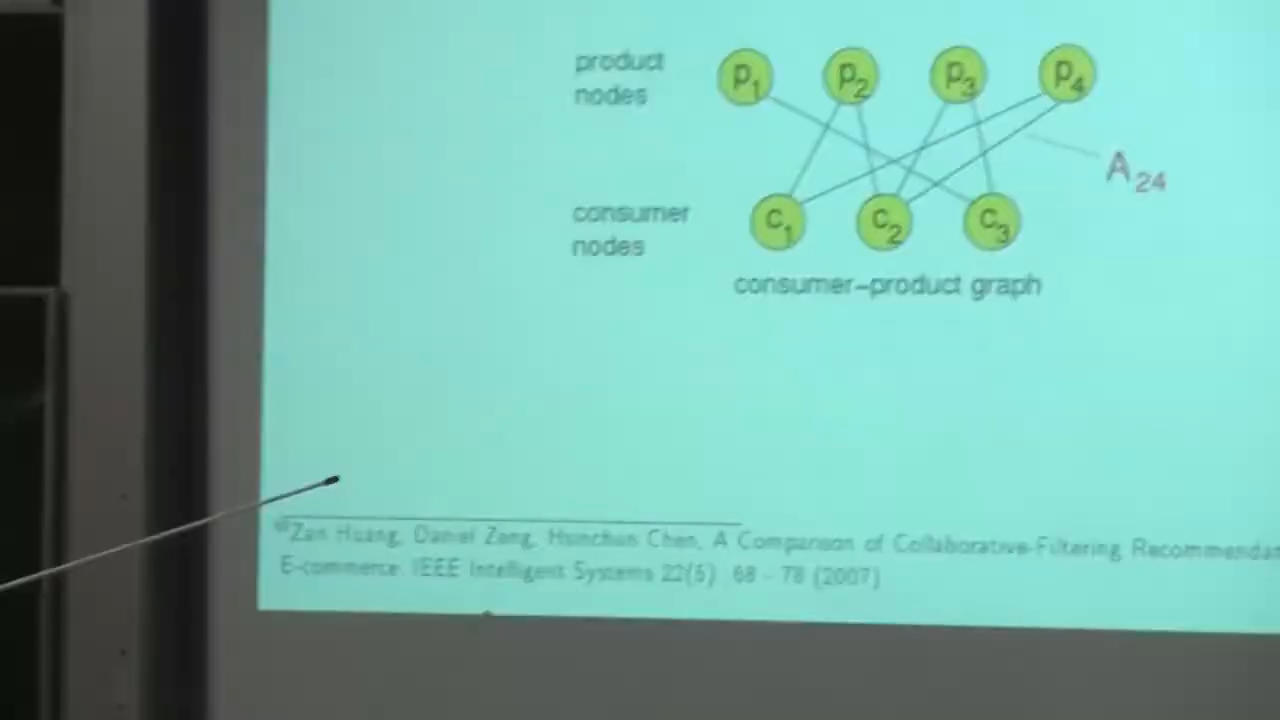 product
nodes
p1 p2 p3 p4
A24
consumer
nodes
c1 c2 c3
consumer-product graph
Zan Huang, Daniel Zeng, Hsinchun Chen, A Comparison of Collaborative-Filtering Recommendat
E-commerce. IEEE Intelligent Systems 22(5) 68 - 78 (2007)